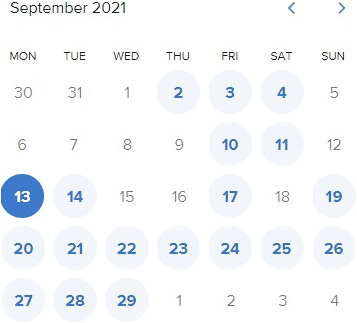 September 2021
MON TUE WED THU FRI SAT SUN
30 31 1 2 3 4 5
6 7 8 9 10 11 12
13 14 15 16 17 18 19
20 21 22 23 24 25 26
27 28 29 1 2 3 4